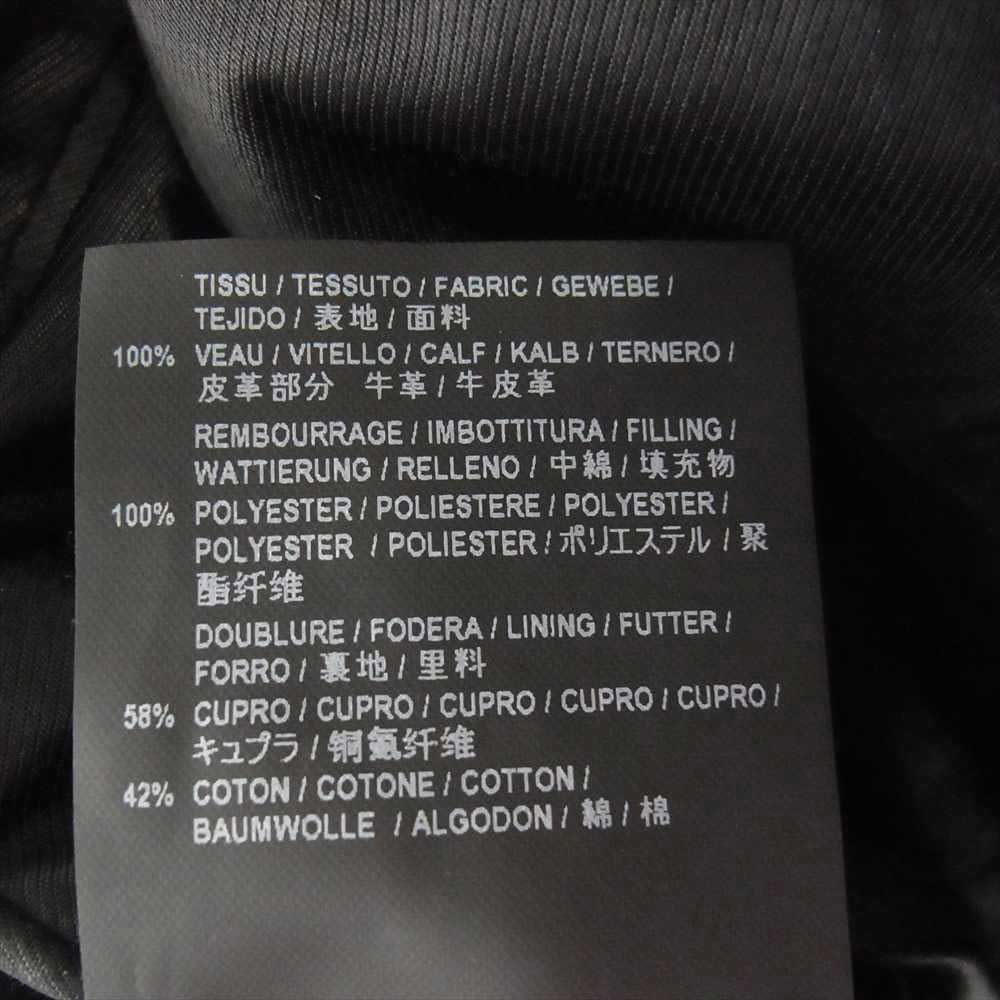 TISSU / TESSUTO / FABRIC / GEWEBE /
TEJIDO / 表地 / 面料
100% VEAU / VITELLO / CALF / KALB / TERNERO /
皮革部分 牛革 / 牛皮革
REMBOURRAGE / IMBOTTITURA / FILLING /
WATTIERUNG / RELLENO / 中綿 / 填充物
100% POLYESTER / POLIESTERE / POLYESTER /
POLYESTER / POLIESTER / ポリエステル / 聚
酯纤维
DOUBLURE / FODERA / LINING / FUTTER /
FORRO / 裏地 / 里料
58% CUPRO / CUPRO / CUPRO / CUPRO / CUPRO /
キュプラ / 铜氨纤维
42% COTON / COTONE / COTTON /
BAUMWOLLE / ALGODON / 綿 / 棉